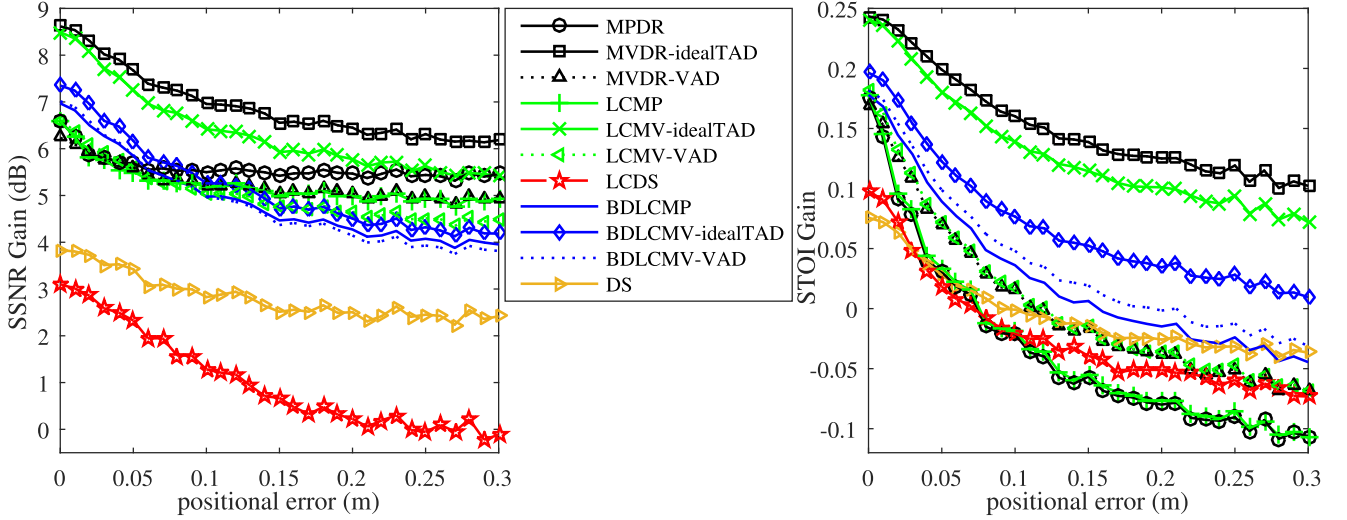 9
8
7
6
5
4
3
2
1
0
SSNR Gain (dB)
0
0.05
0.1
0.15
0.2
0.25
0.3
positional error (m)
MPDR
MVDR-idealTAD
MVDR-VAD
LCMP
LCMV-idealTAD
LCMV-VAD
LCDS
BDLCMP
BDLCMV-idealTAD
BDLCMV-VAD
DS
0.25
0.2
0.15
0.1
0.05
0
-0.05
-0.1
STOI Gain
0
0.05
0.1
0.15
0.2
0.25
0.3
positional error (m)